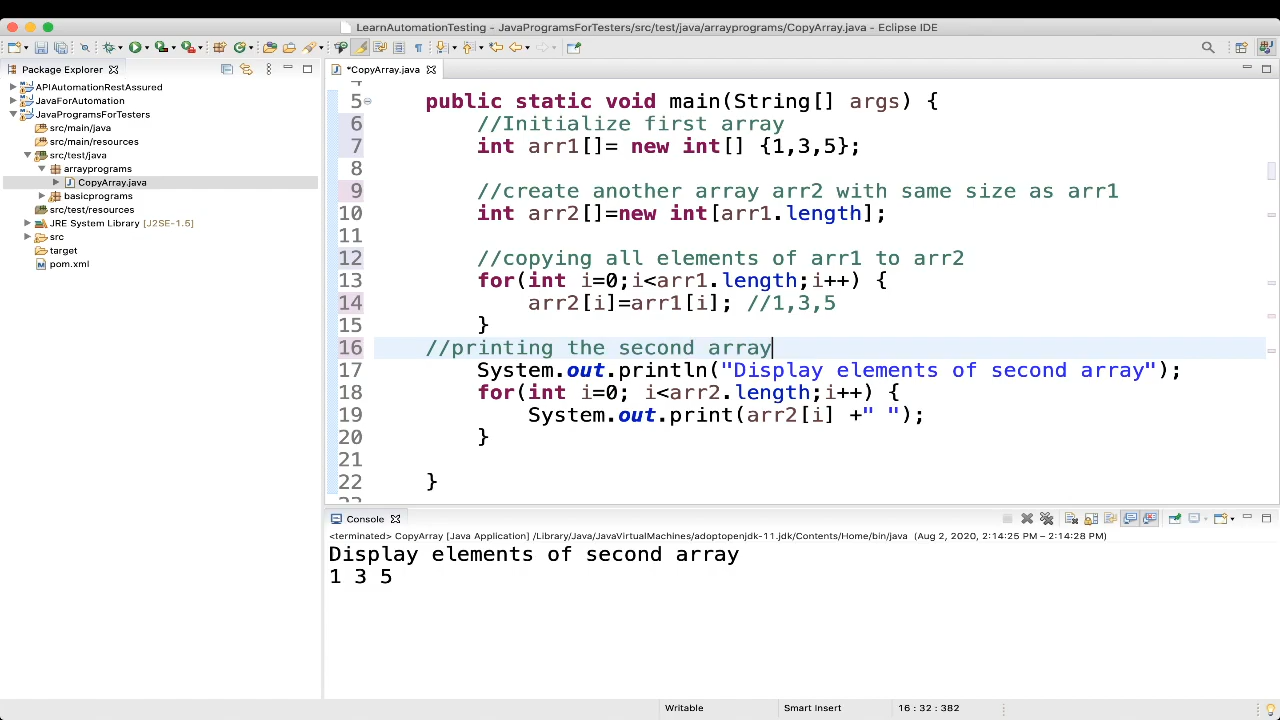 LearnAutomationTesting - JavaProgramsForTesters/src/test/java/arrayprograms/CopyArray.java - Eclipse IDE
Package Explorer
APIAutomationRestAssured
JavaForAutomation
JavaProgramsForTesters
src/main/java
src/main/resources
src/test/java
arrayprograms
CopyArray.java
basicprograms
src/test/resources
JRE System Library [J2SE-1.5]
src
target
pom.xml
*CopyArray.java
5 public static void main(String[] args) {
6 //Initialize first array
7 int arr1[]= new int[] {1,3,5};
8
9 //create another array arr2 with same size as arr1
10 int arr2[]=new int[arr1.length];
11
12 //copying all elements of arr1 to arr2
13 for(int i=0;i<arr1.length;i++) {
14 arr2[i]=arr1[i]; //1,3,5
15 }
16 //printing the second array
17 System.out.println("Display elements of second array");
18 for(int i=0; i<arr2.length;i++) {
19 System.out.print(arr2[i] +" ");
20 }
21
22 }
Console
<terminated> CopyArray [Java Application] /Library/Java/JavaVirtualMachines/adoptopenjdk-11.jdk/Contents/Home/bin/java (Aug 2, 2020, 2:14:25 PM – 2:14:28 PM)
Display elements of second array
1 3 5
Writable
Smart Insert
16 : 32 : 382